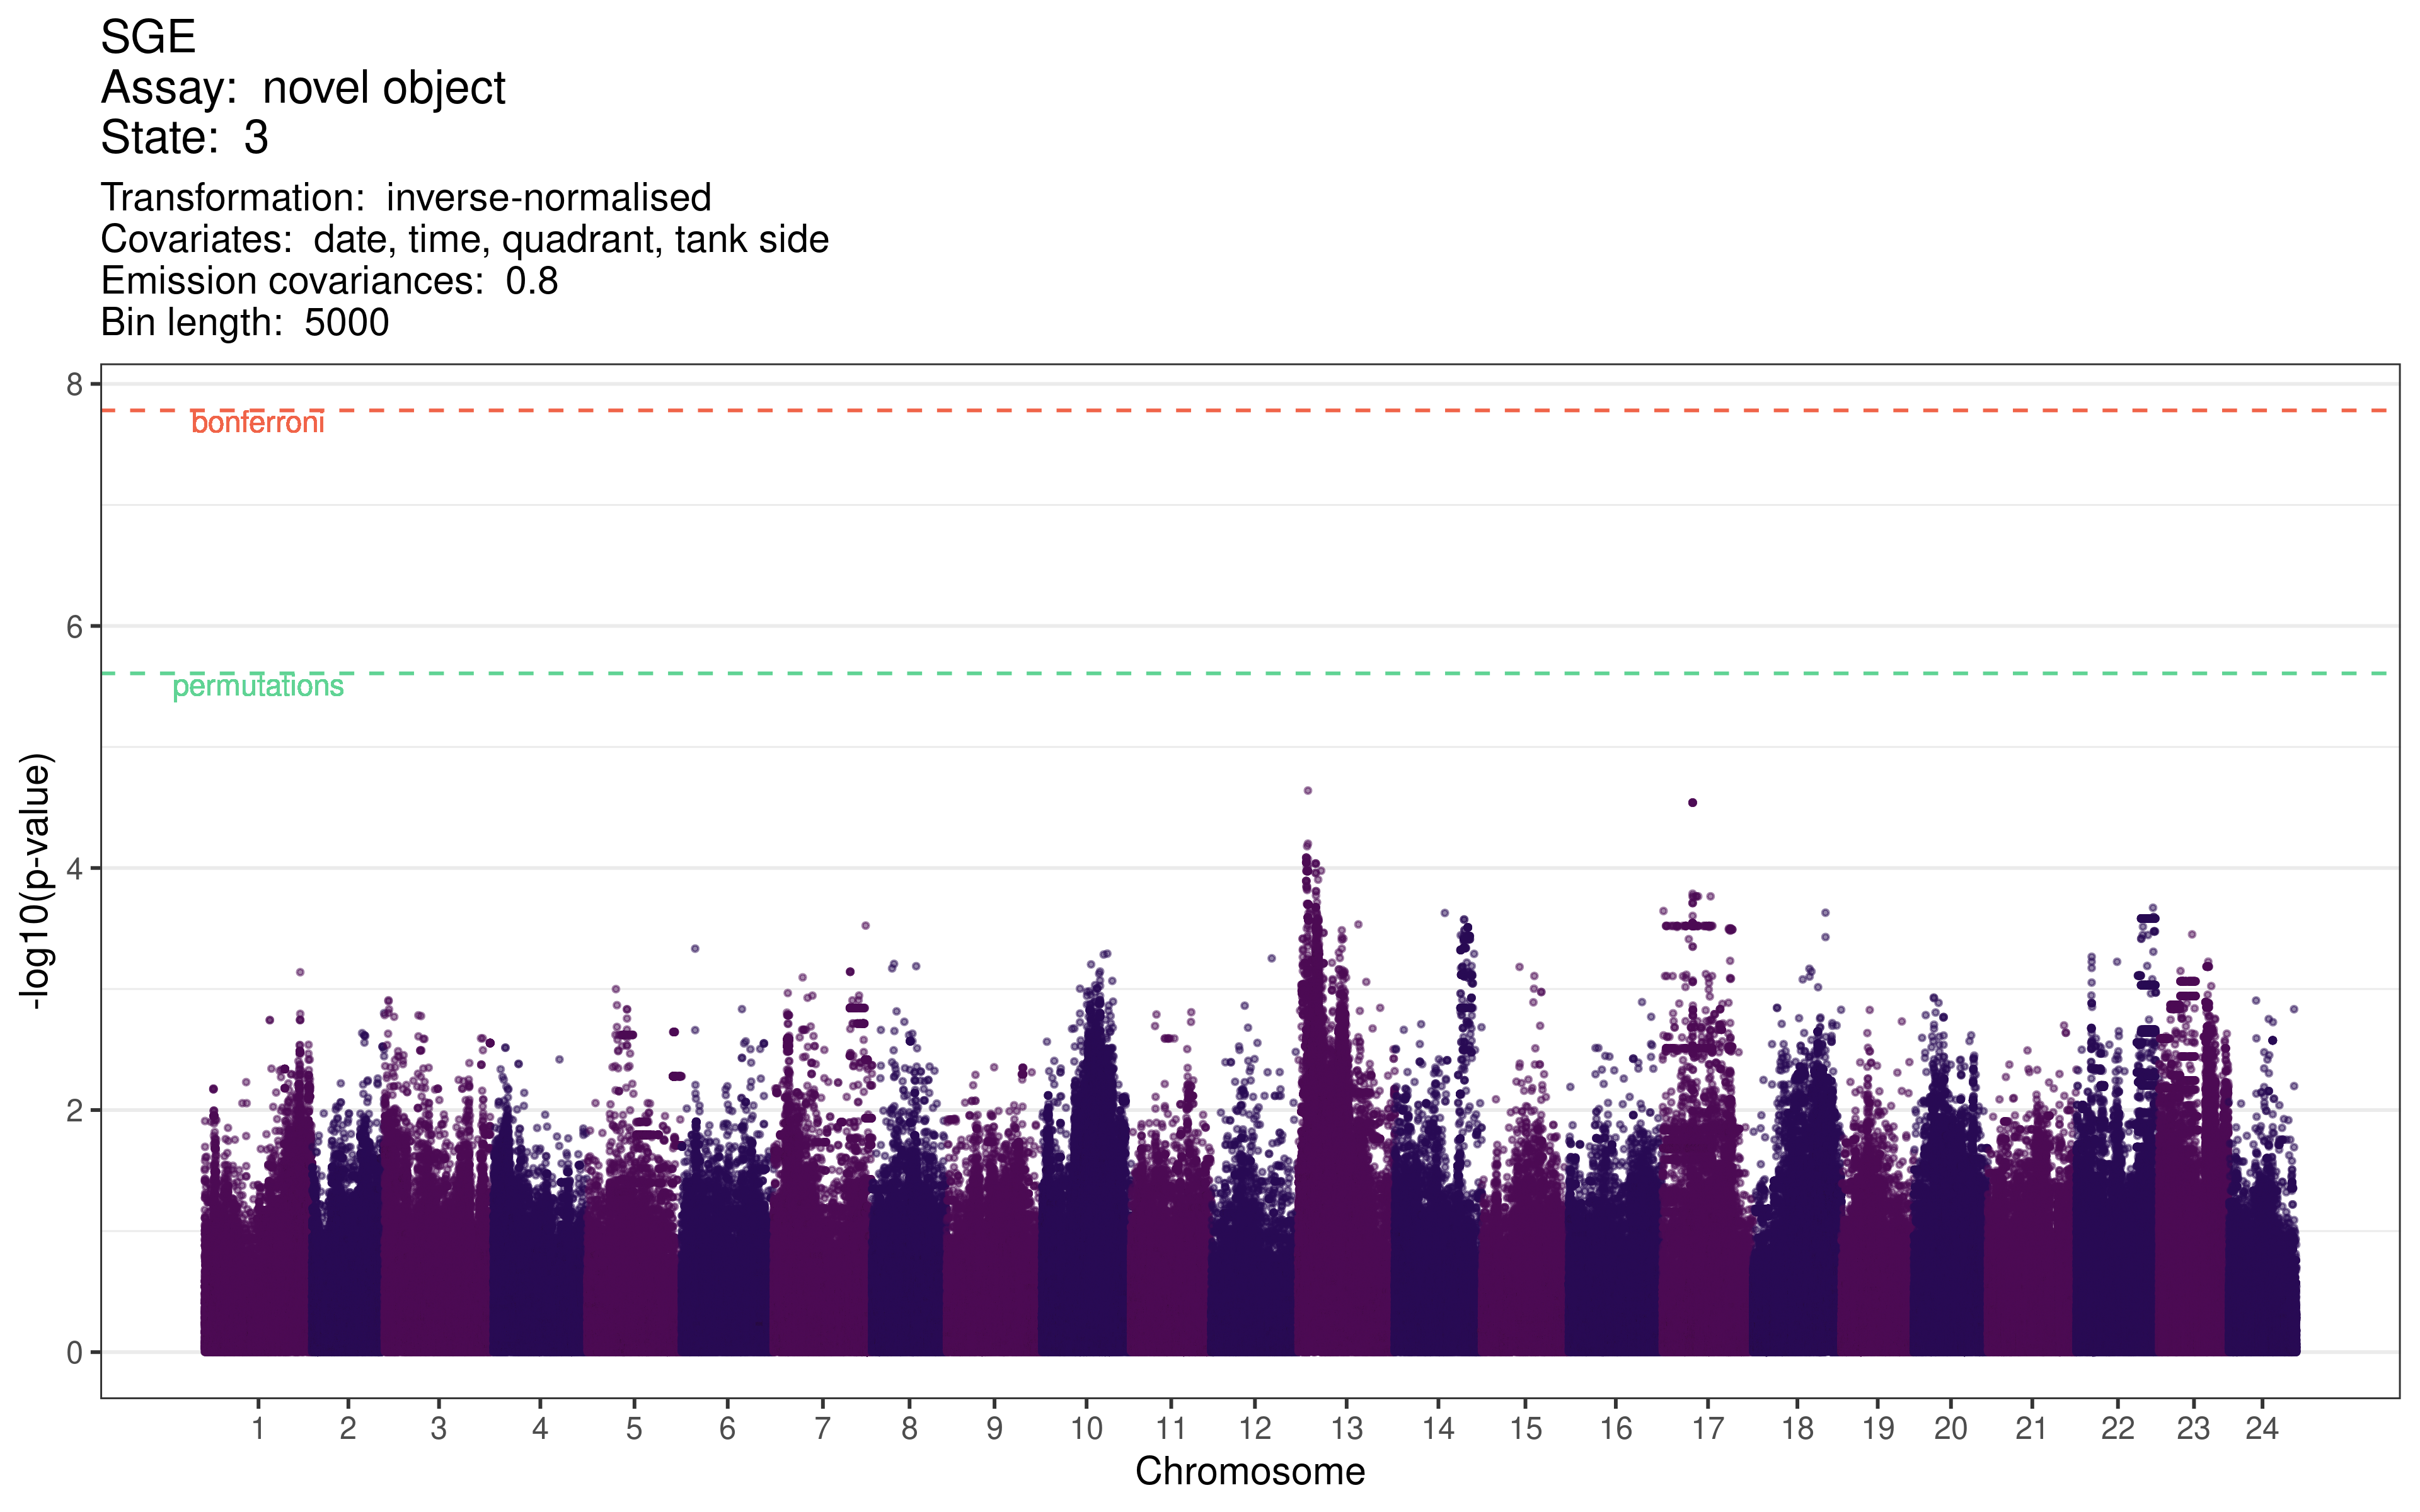 SGE
Assay:  novel object
State:  3
Transformation:  inverse-normalised
Covariates:  date, time, quadrant, tank side
Emission covariances:  0.8
Bin length:  5000
8
bonferroni
6
permutations
4
2
0
-log10(p-value)
1 2 3 4 5 6 7 8 9 10 11 12 13 14 15 16 17 18 19 20 21 22 23 24
Chromosome